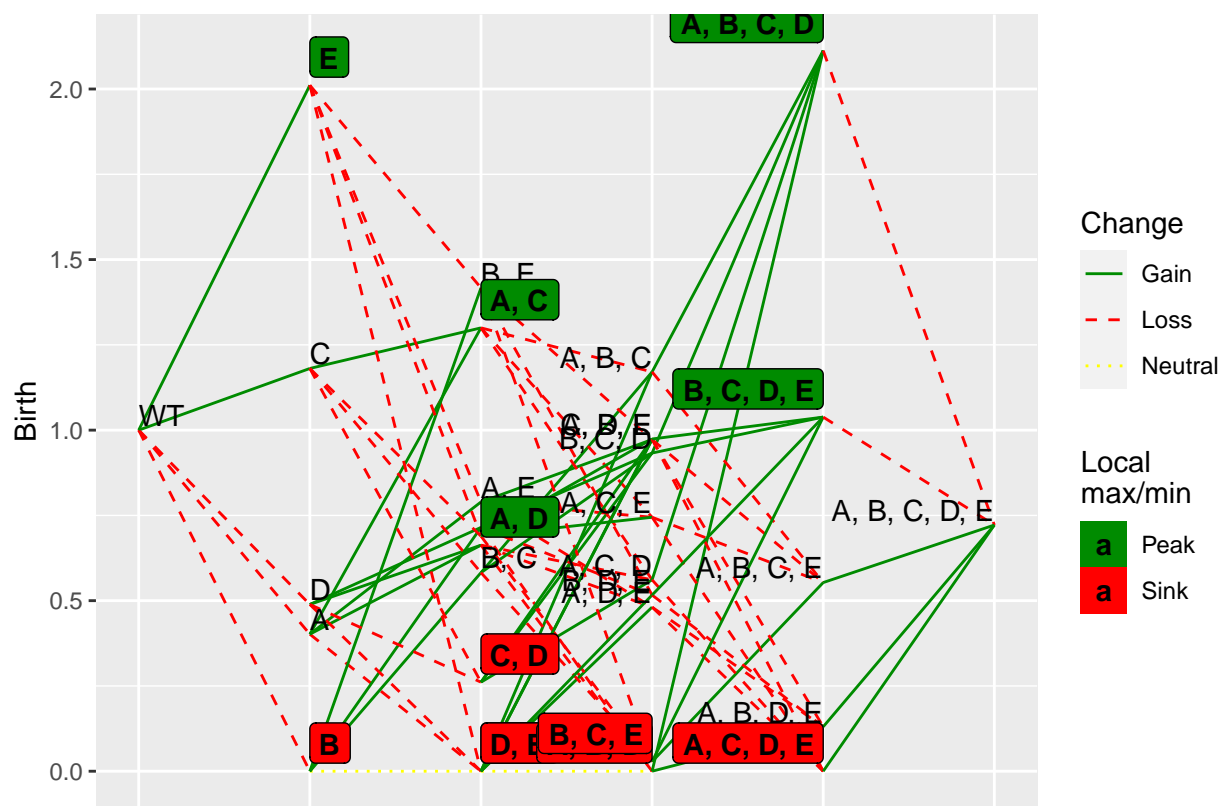 A, B, C, D
E
2.0
B, E
1.5
A, C
C
A, B, C
B, C, D, E
WT
1.0
B, C, D
A, E
A, C, E
A, D
A, B, C, D, E
B, C
A, C, D
A, B, C, E
D
0.5
A, D, E
A
C, D
A, B, D, E
B
B, C, E
A, C, D, E
0.0
Birth
Change
Gain
Loss
Neutral
Local
max/min
a Peak
a Sink